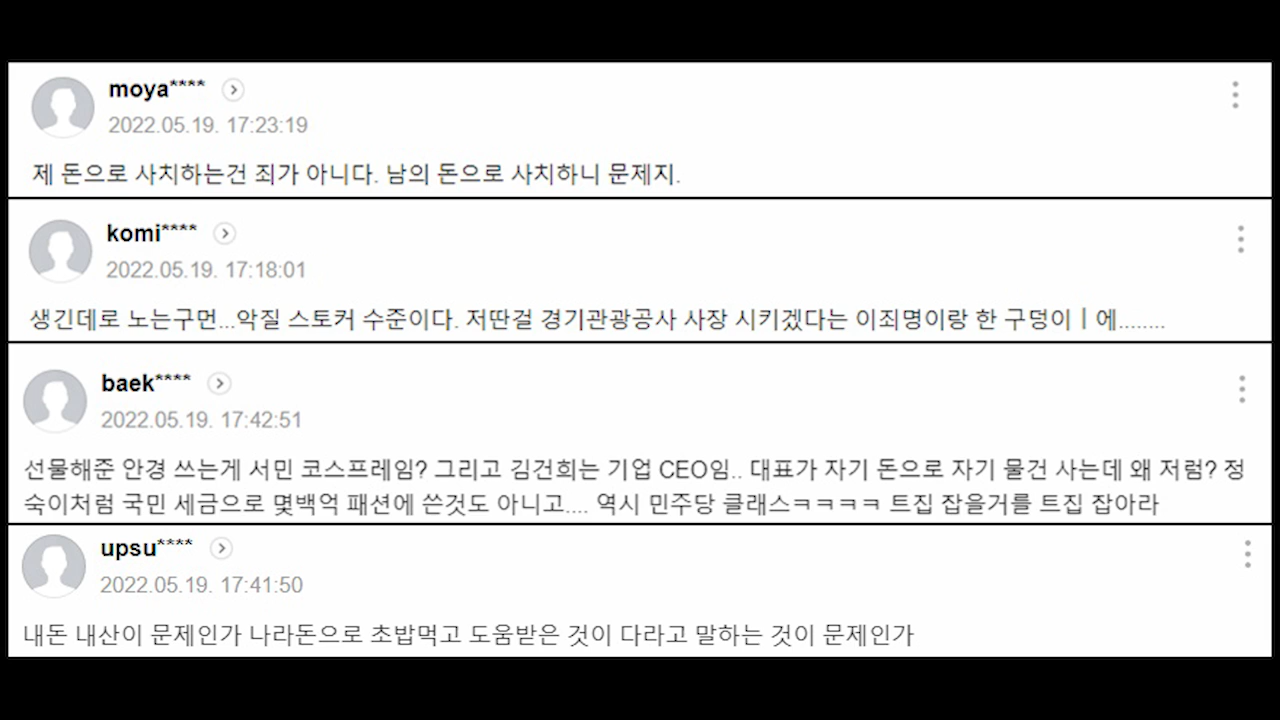 moya****
2022.05.19. 17:23:19
제 돈으로 사치하는건 죄가 아니다. 남의 돈으로 사치하니 문제지.
komi****
2022.05.19. 17:18:01
생긴데로 노는구먼...악질 스토커 수준이다. 저딴걸 경기관광공사 사장 시키겠다는 이죄명이랑 한 구덩이ㅣ에........
baek****
2022.05.19. 17:42:51
선물해준 안경 쓰는게 서민 코스프레임? 그리고 김건희는 기업 CEO임.. 대표가 자기 돈으로 자기 물건 사는데 왜 저럼? 정
숙이처럼 국민 세금으로 몇백억 패션에 쓴것도 아니고.... 역시 민주당 클래스ㅋㅋㅋㅋ 트집 잡을거를 트집 잡아라
upsu****
2022.05.19. 17:41:50
내돈 내산이 문제인가 나라돈으로 초밥먹고 도움받은 것이 다라고 말하는 것이 문제인가